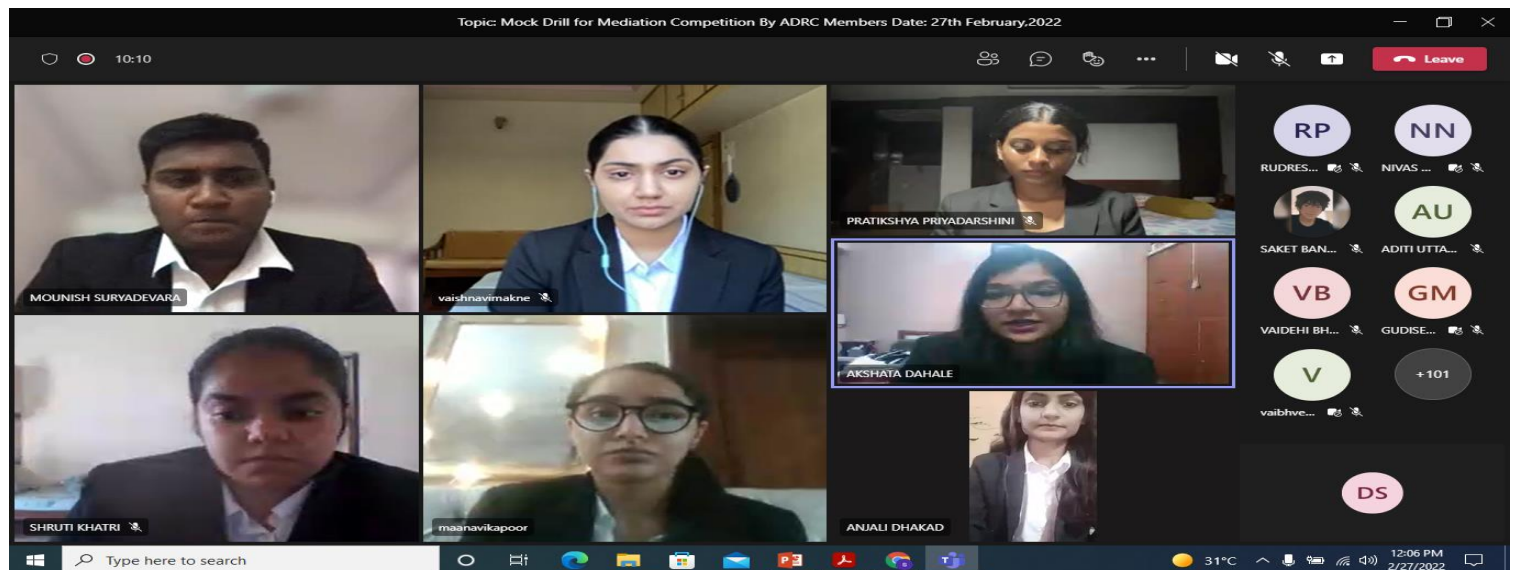 Topic: Mock Drill for Mediation Competition By ADRC Members Date: 27th February,2022
10:10
Leave
MOUNISH SURYADEVARA
vaishnavimakne
PRATIKSHYA PRIYADARSHINI
AKSHATA DAHALE
SHRUTI KHATRI
maanavikapoor
ANJALI DHAKAD
RP
RUDRES...
NN
NIVAS ...
SAKET BAN...
AU
ADITI UTTA...
VB
VAIDEHI BH...
GM
GUDISE...
V
vaibhve...
+101
DS
Type here to search
31°C
12:06 PM
2/27/2022